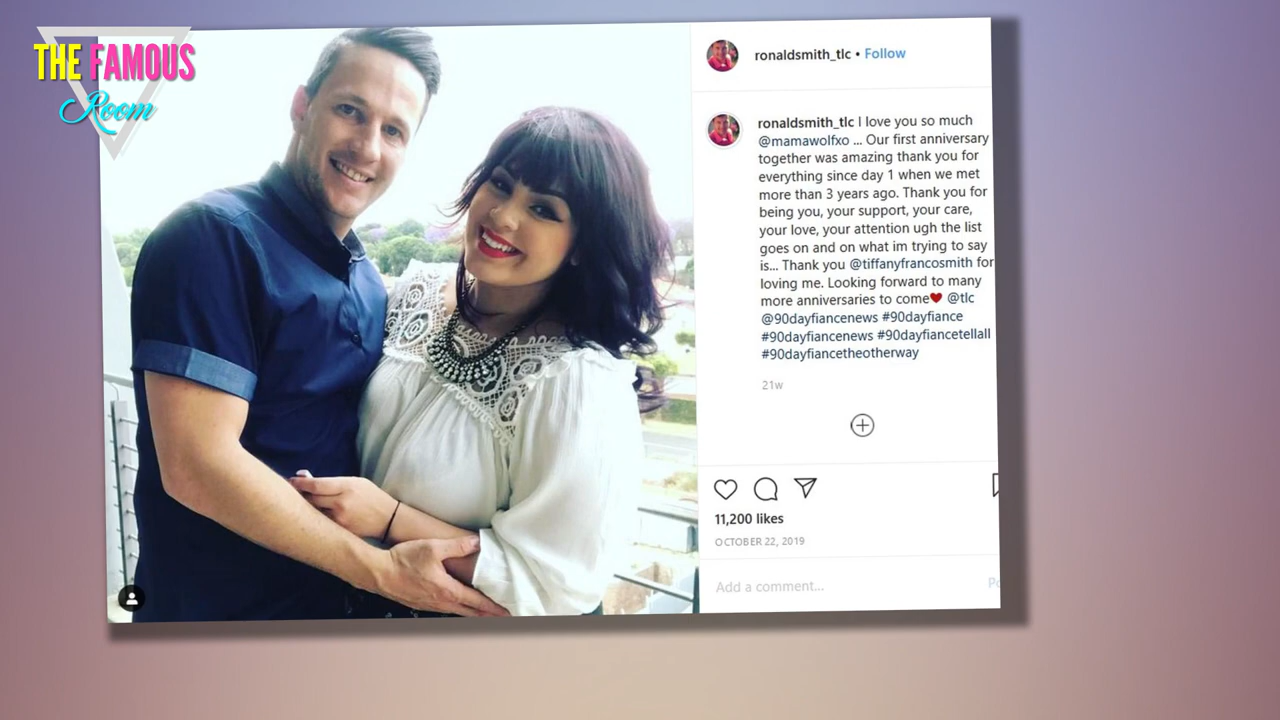 THE FAMOUS
Room
ronaldsmith_tlc • Follow
ronaldsmith_tlc I love you so much
@mamawolfxo ... Our first anniversary
together was amazing thank you for
everything since day 1 when we met
more than 3 years ago. Thank you for
being you, your support, your care,
your love, your attention ugh the list
goes on and on what im trying to say
is... Thank you @tiffanyfrancosmith for
loving me. Looking forward to many
more anniversaries to come❤ @tlc
@90dayfiancenews #90dayfiance
#90dayfiancenews #90dayfiancetellall
#90dayfiancetheotherway
21w
11,200 likes
OCTOBER 22, 2019
Add a comment...